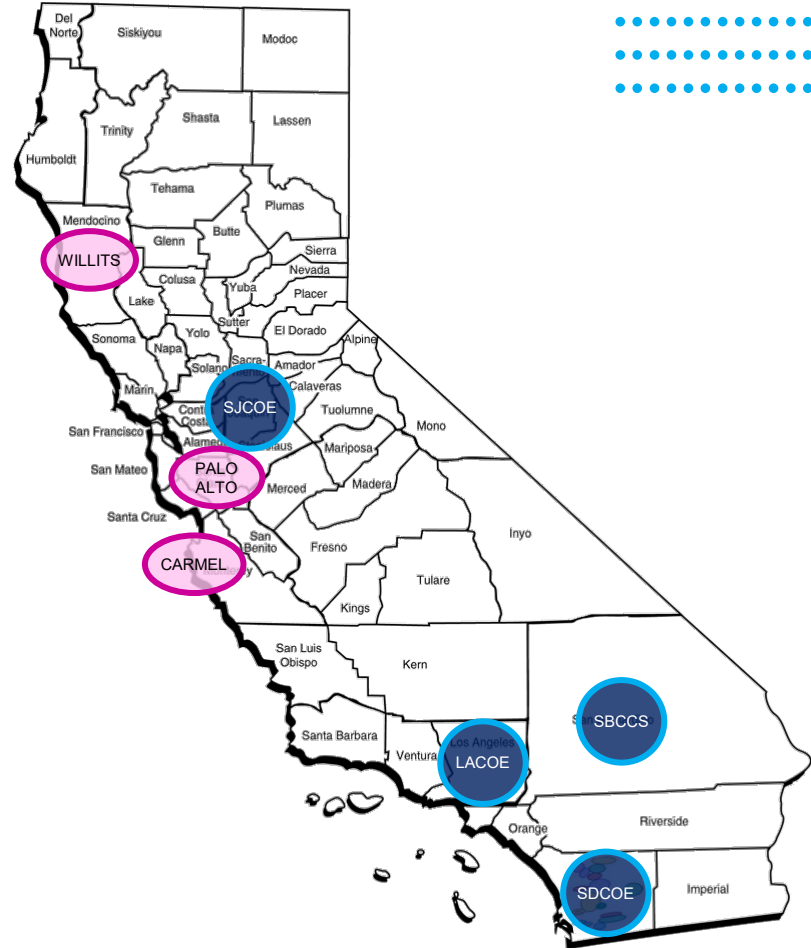 Del
Norte
Siskiyou
Modoc
Humboldt
Trinity
Shasta
Lassen
Tehama
Plumas
Mendocino
WILLITS
Glenn
Butte
Sierra
Nevada
Placer
Colusa
Yuba
Lake
Sutter
El Dorado
Sonoma
Yolo
Napa
Alpine
Solano
Sacra-
Amador
Calaveras
Marin
SJCOE
Tuolumne
Mono
San Francisco
Mariposa
San Mateo
PALO
ALTO
Merced
Madera
Santa Cruz
San
Benito
Fresno
Inyo
CARMEL
Tulare
Kings
San Luis
Obispo
Kern
SBCCS
Santa Barbara
Ventura
Los Angeles
LACOE
Orange
Riverside
SDCOE
Imperial